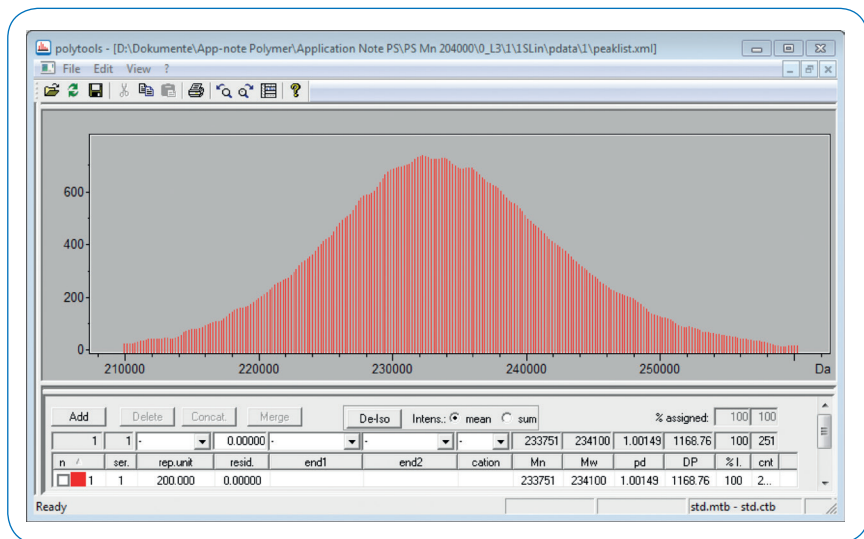 polytools - [D:\Dokumente\App-note Polymer\Application Note PS\PS Mn 204000\0_L3\1\1SLin\pdata\1\peaklist.xml]
File Edit View ?
600
400
200
0
210000 220000 230000 240000 250000 Da
Add Delete Concat. Merge De-Iso Intens.: mean sum % assigned: 100 100
1 1 - 0.00000 - - - 233751 234100 1.00149 1168.76 100 251
n / ser. rep.unit resid. end1 end2 cation Mn Mw pd DP % I. cnt
1 1 200.000 0.00000 233751 234100 1.00149 1168.76 100 2...
Ready std.mtb - std.ctb